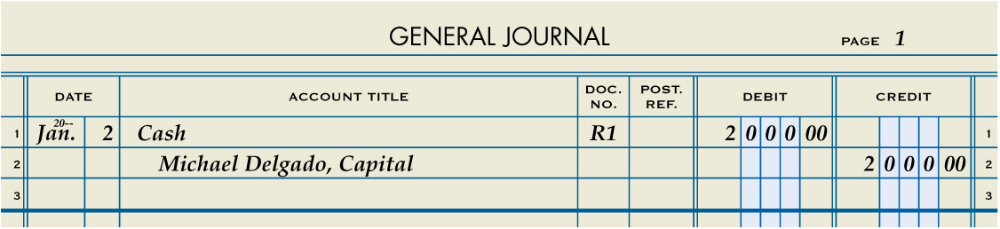 GENERAL JOURNAL PAGE 1
DATE ACCOUNT TITLE DOC. NO. POST. REF. DEBIT CREDIT
1 20-- Jan. 2 Cash R1 2 0 0 0 00 1
2 Michael Delgado, Capital 2 0 0 0 00 2
3 3